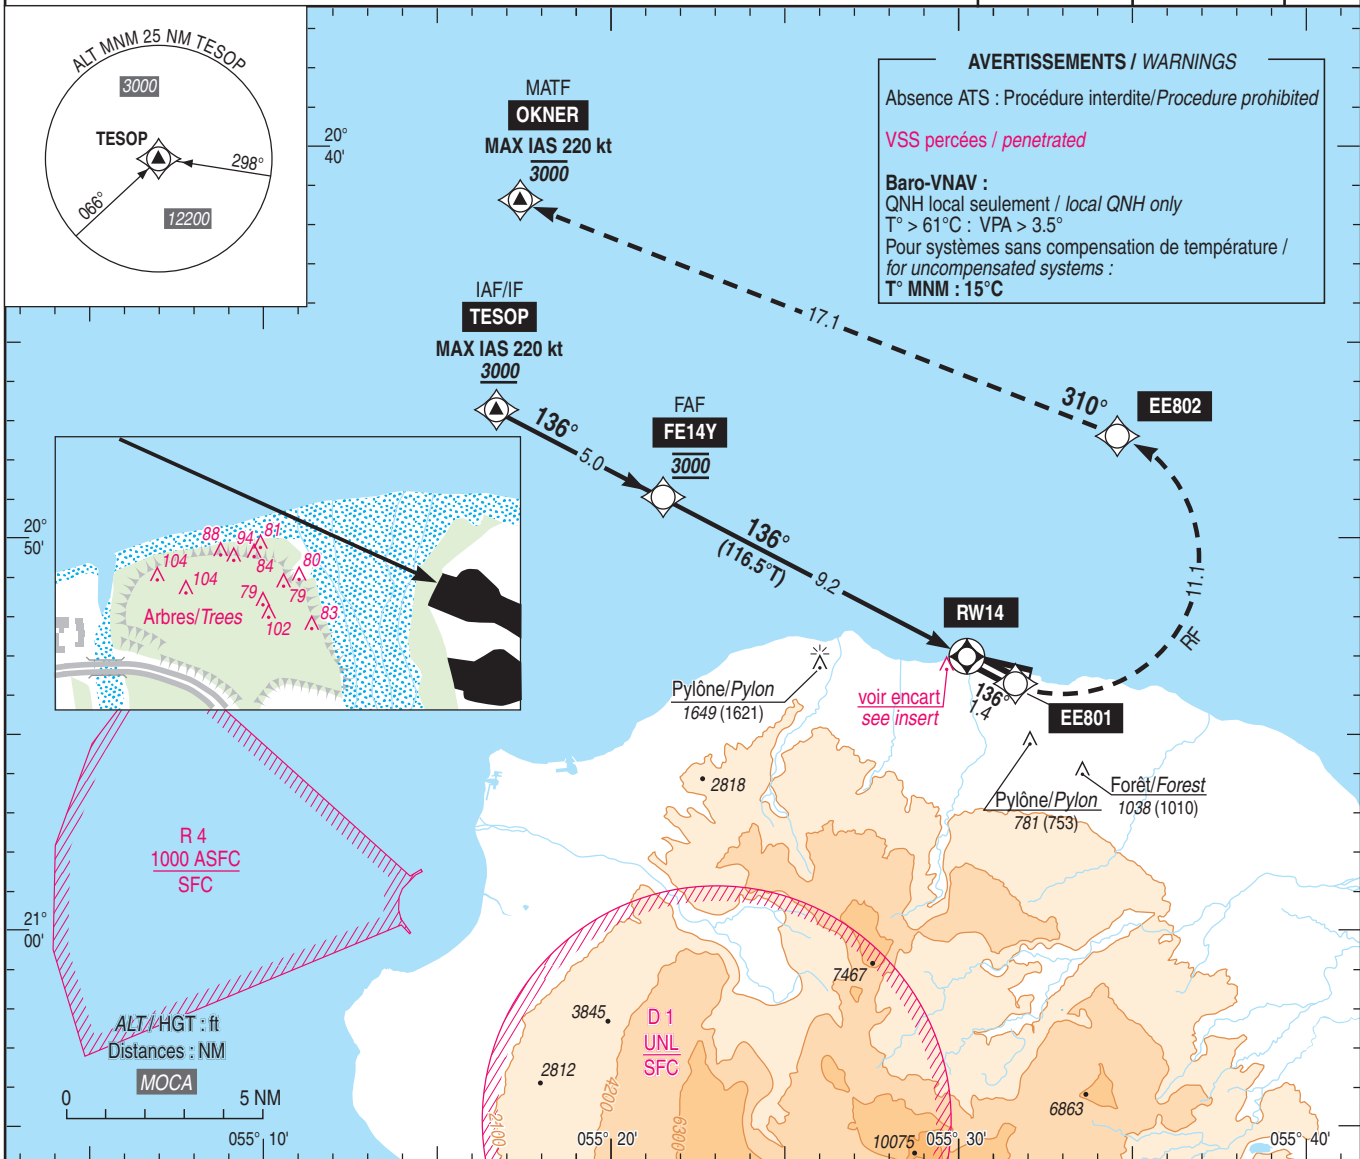 ALT MNM 25 NM TESOP
3000
TESOP
298°
066°
12200
20°
40'
MATF
OKNER
MAX IAS 220 kt
3000
AVERTISSEMENTS / WARNINGS
Absence ATS : Procédure interdite/Procedure prohibited
VSS percées / penetrated
Baro-VNAV :
QNH local seulement / local QNH only
T° > 61°C : VPA > 3.5°
Pour systèmes sans compensation de température /
for uncompensated systems :
T° MNM : 15°C
IAF/IF
TESOP
MAX IAS 220 kt
3000
17.1
310°
EE802
136°
5.0
FAF
FE14Y
3000
136°
(116.5°T)
9.2
11.1
RF
RW14
136°
1.4
EE801
20°
50'
88
94
81
104
104
84
80
79
79
83
102
Arbres/Trees
Pylône/Pylon
1649 (1621)
voir encart
see insert
Pylône/Pylon
781 (753)
Forêt/Forest
1038 (1010)
2818
R 4
1000 ASFC
SFC
21°
00'
7467
3845
2812
D 1
UNL
SFC
4200
2100
6300
6863
10075
ALT / HGT : ft
Distances : NM
MOCA
0 5 NM
055° 10'
055° 20'
055° 30'
055° 40'